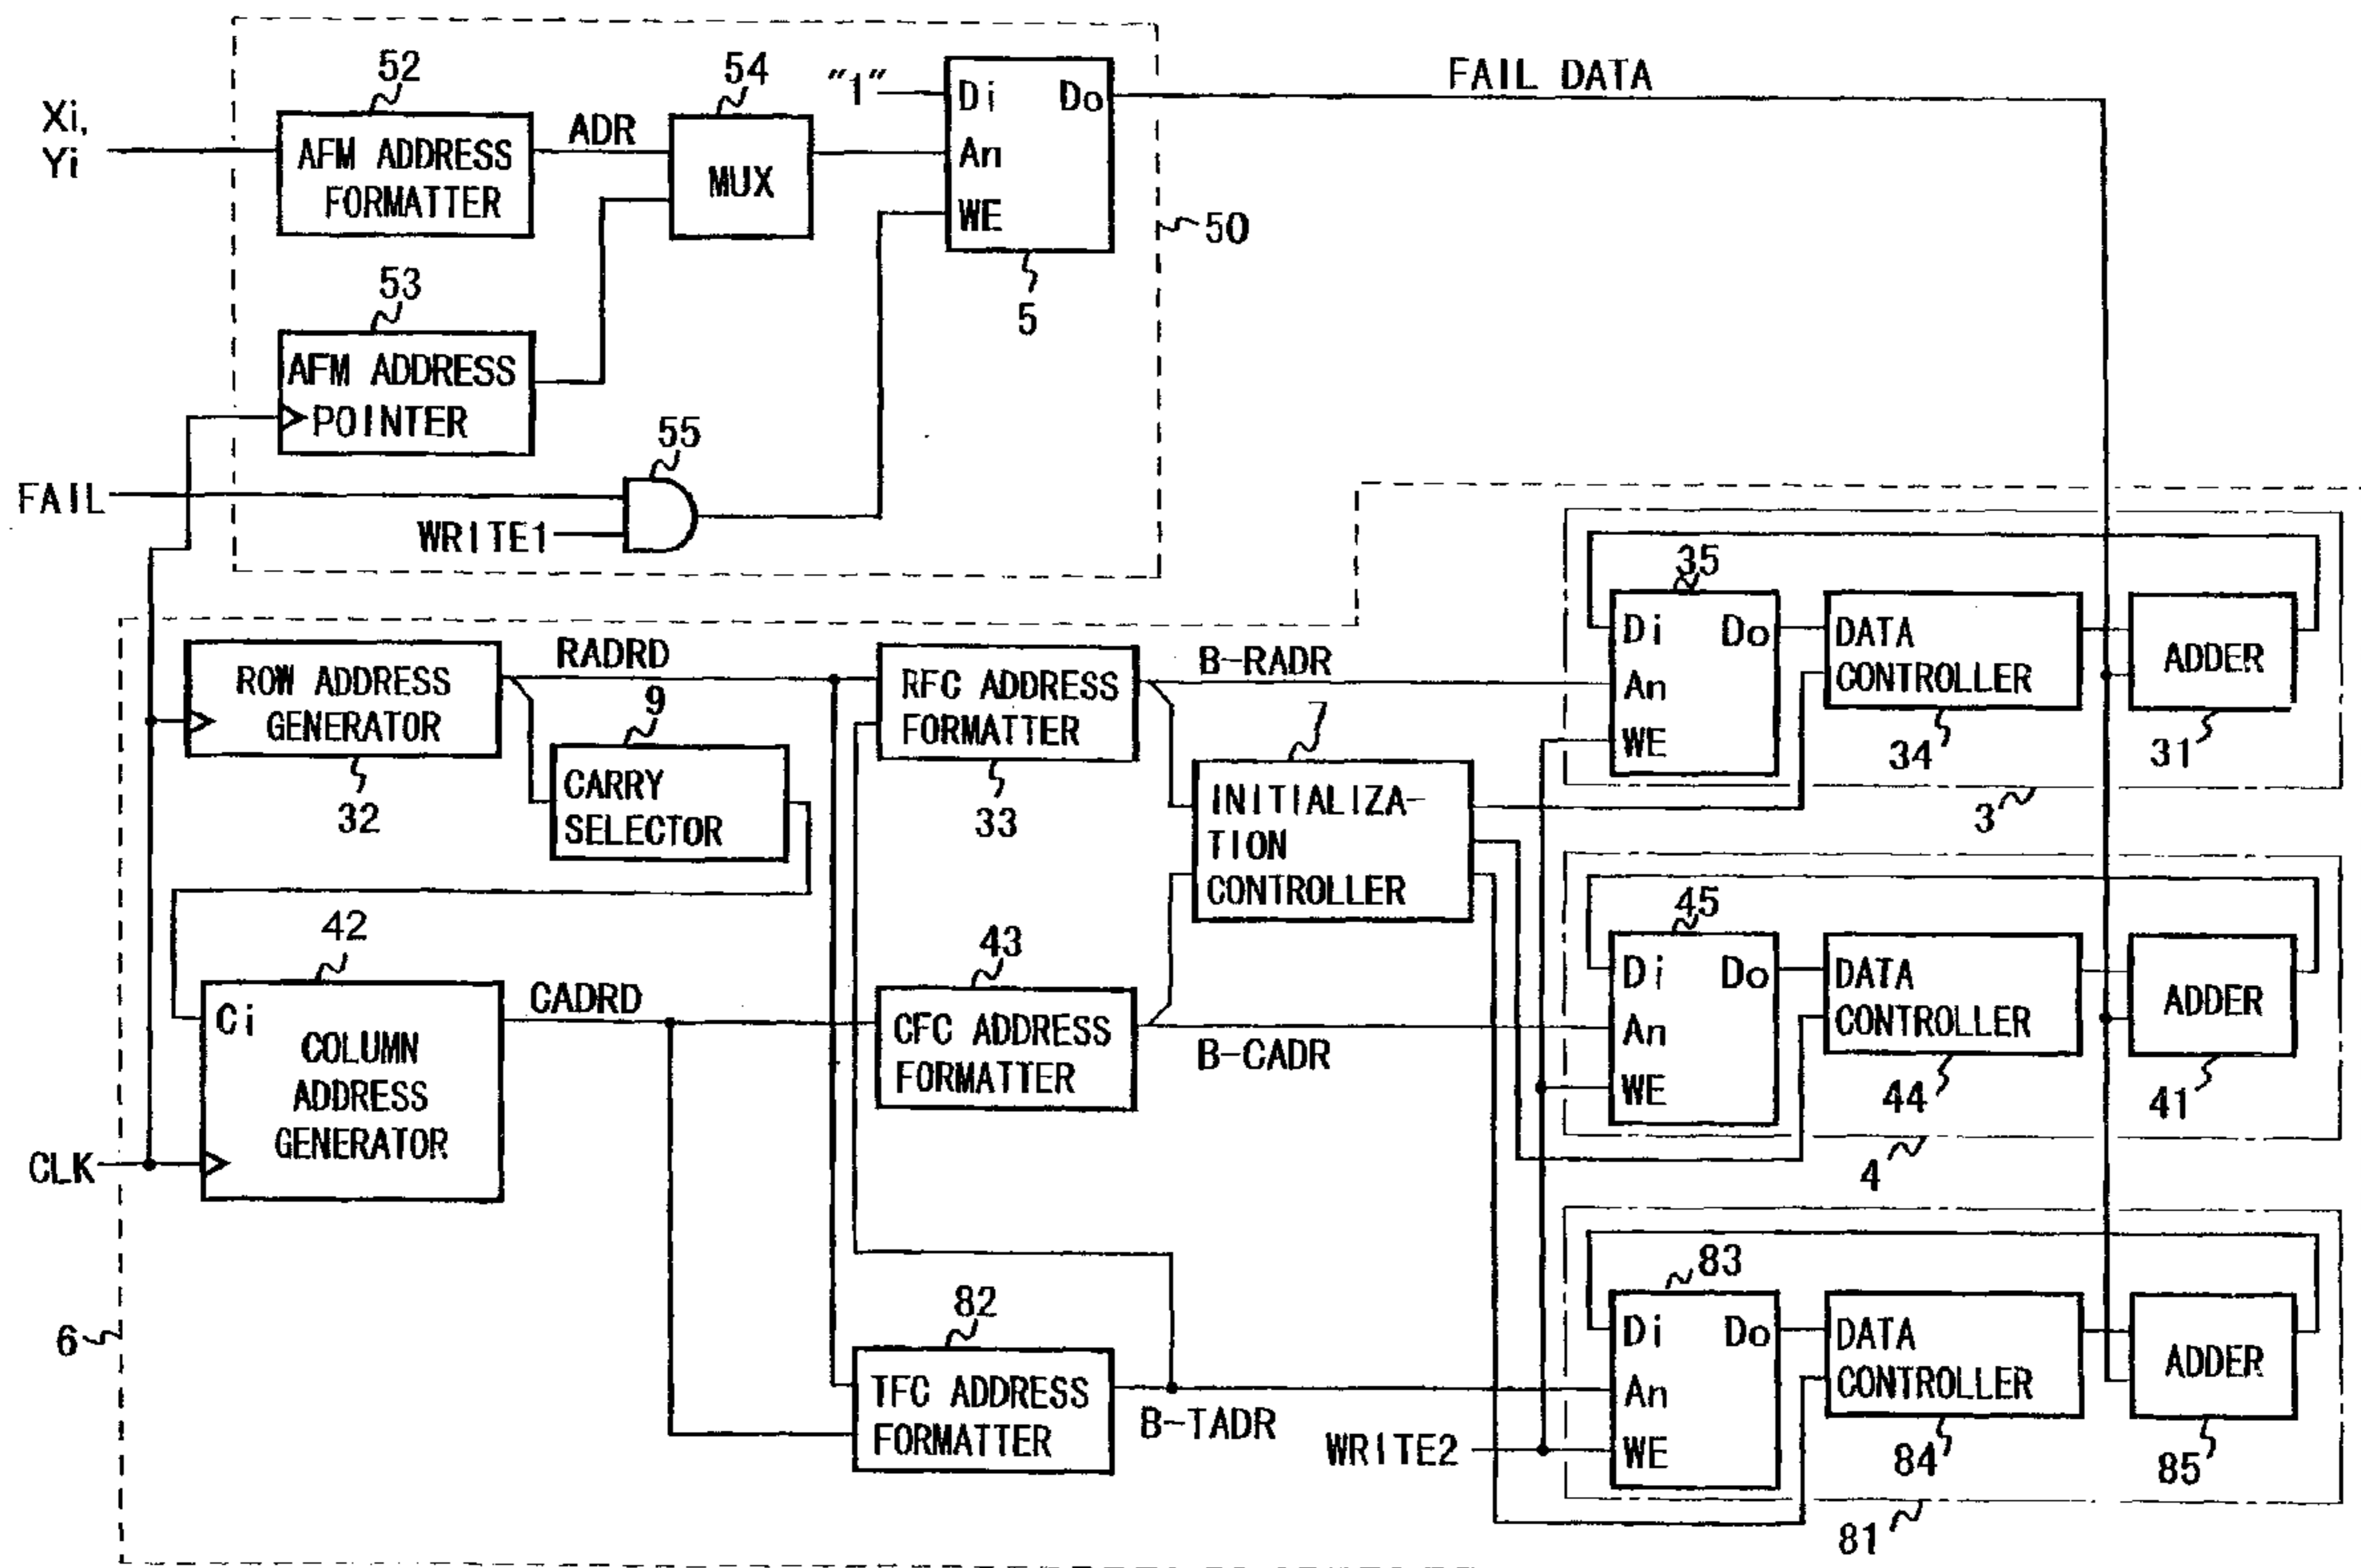 Xi,
Yi
52
AFM ADDRESS
FORMATTER
ADR
54
MUX
"1"
Di Do
An
WE
5
50
FAIL DATA
53
AFM ADDRESS
POINTER
55
FAIL
WRITE1
ROW ADDRESS
GENERATOR
32
RADRD
9
CARRY
SELECTOR
RFC ADDRESS
FORMATTER
33
B-RADR
7
INITIALIZA-
TION
CONTROLLER
35
Di Do
An
WE
DATA
CONTROLLER
34
ADDER
31
3
42
Ci
COLUMN
ADDRESS
GENERATOR
CADRD
43
CFC ADDRESS
FORMATTER
B-CADR
45
Di Do
An
WE
DATA
CONTROLLER
44
ADDER
41
4
CLK
6
82
TFC ADDRESS
FORMATTER
B-TADR
WRITE2
83
Di Do
An
WE
DATA
CONTROLLER
84
ADDER
85
81